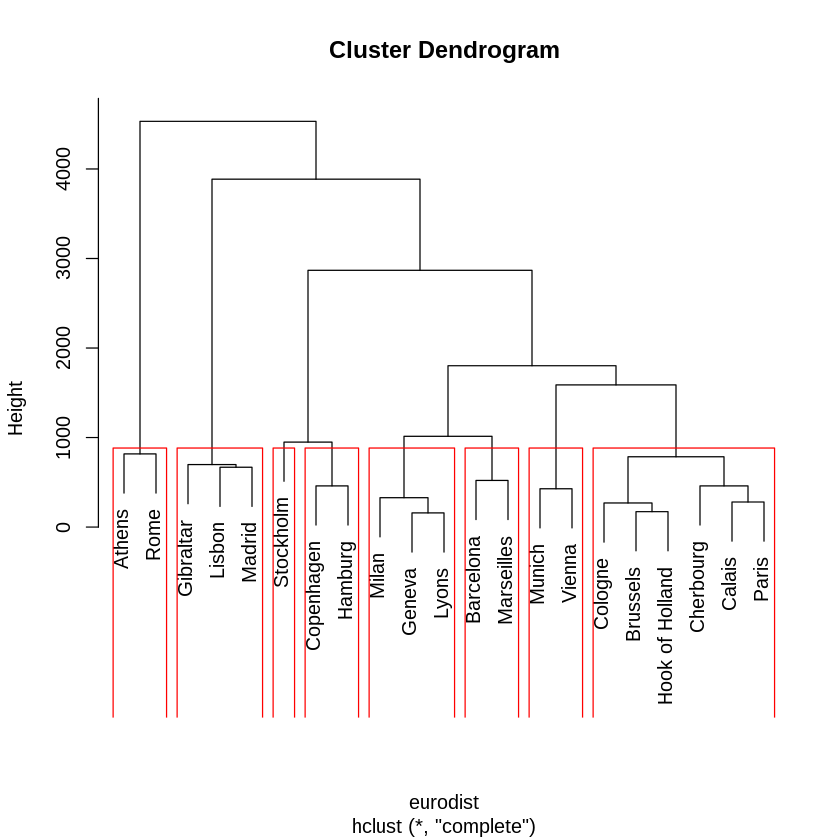 Cluster Dendrogram
Height
4000
3000
2000
1000
0
Athens
Rome
Gibraltar
Lisbon
Madrid
Stockholm
Copenhagen
Hamburg
Milan
Geneva
Lyons
Barcelona
Marseilles
Munich
Vienna
Cologne
Brussels
Hook of Holland
Cherbourg
Calais
Paris
eurodist
hclust (*, "complete")